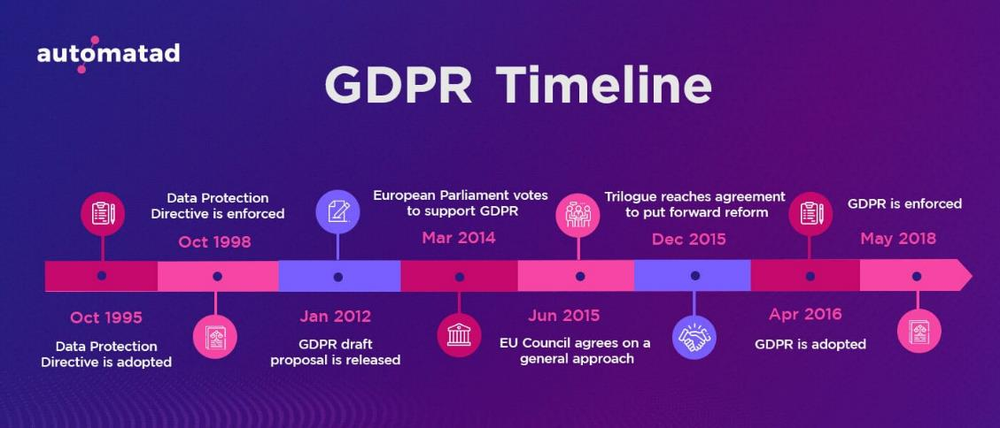 automatad
GDPR Timeline
Oct 1995
Data Protection
Directive is adopted
Data Protection
Directive is enforced
Oct 1998
Jan 2012
GDPR draft
proposal is released
European Parliament votes
to support GDPR
Mar 2014
Jun 2015
EU Council agrees on a
general approach
Trilogue reaches agreement
to put forward reform
Dec 2015
Apr 2016
GDPR is adopted
GDPR is enforced
May 2018